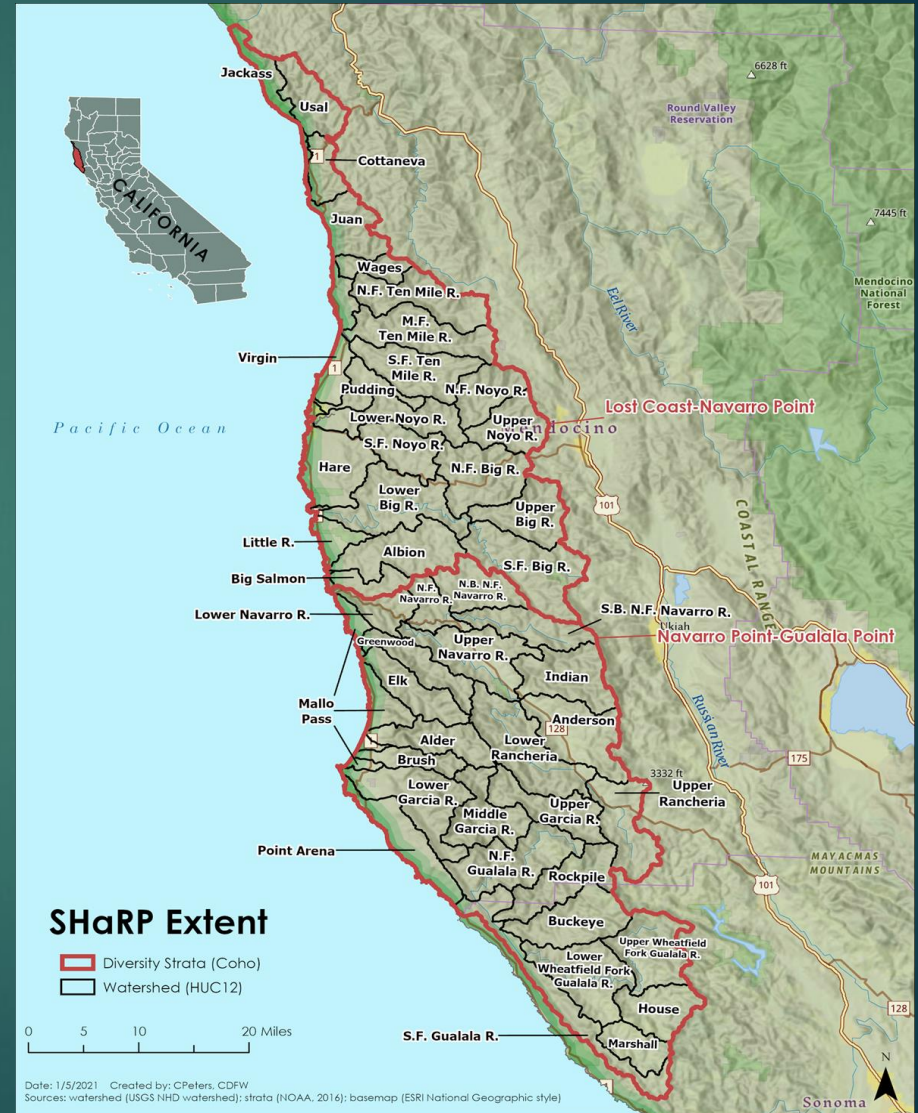 Jackass
6628 ft
Usal
Round Valley
Reservation
1
Cottaneva
CALIFORNIA
Juan
7445 ft
Wages
Mendocino
National
Forest
N.F. Ten Mile R.
Eel River
M.F.
Ten Mile R.
Virgin
S.F. Ten
Mile R.
1
Pudding
N.F. Noyo R.
Lost Coast-Navarro Point
Pacific Ocean
Lower Noyo R.
Upper
Noyo R.
S.F. Noyo R.
Hare
N.F. Big R.
Lower
Big R.
101
COASTAL RANGE
Upper
Big R.
Little R.
Albion
S.F. Big R.
Big Salmon
N.F.
Navarro R.
N.B. N.F.
Navarro R.
Lower Navarro R.
S.B. N.F. Navarro R.
Ukiah
Navarro Point-Gualala Point
Greenwood
Upper
Navarro R.
Indian
Elk
Mallo
Pass
Anderson
128
Russian River
Alder
Lower
Rancheria
175
Brush
3332 ft
Upper
Rancheria
Lower
Garcia R.
Upper
Garcia R.
Middle
Garcia R.
Point Arena
N.F.
Gualala R.
MAYACMAS
MOUNTAINS
Rockpile
101
Buckeye
SHaRP Extent
Upper Wheatfield
Fork Gualala R.
Diversity Strata (Coho)
Lower
Wheatfield Fork
Gualala R.
Watershed (HUC12)
House
128
0 5 10 20 Miles
S.F. Gualala R.
Marshall
N
Date: 1/5/2021 Created by: CPeters, CDFW
Sources: watershed (USGS NHD watershed); strata (NOAA, 2016); basemap (ESRI National Geographic style)
Sonoma